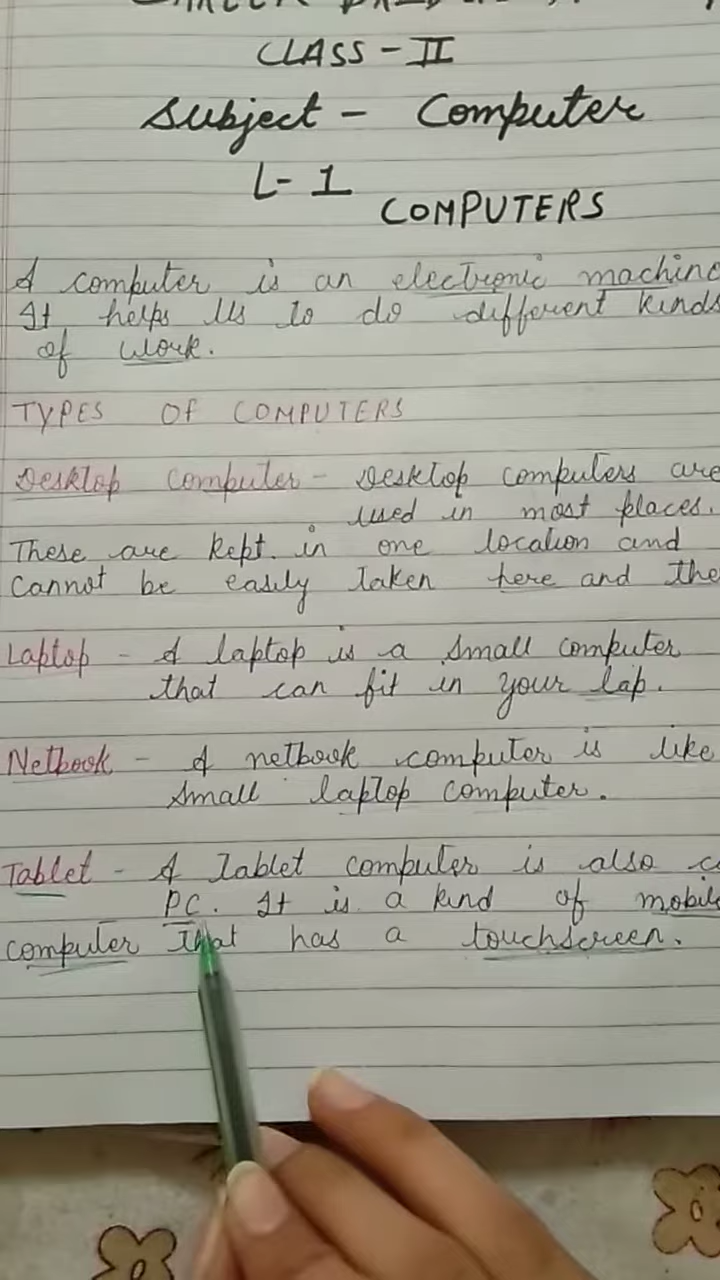 CLASS - II
Subject - Computer
L-1
COMPUTERS
A computer is an electronic machine
It helps us to do different kinds
of work.
TYPES OF COMPUTERS
Desktop Computer - Desktop computers are
used in most places.
These are kept in one location and
cannot be easily taken here and the
Laptop - A laptop is a small computer
that can fit in your lap.
Netbook - A netbook computer is like
small laptop computer.
Tablet - A Tablet computer is also c
PC. It is a kind of mobile
computer that has a touchscreen.